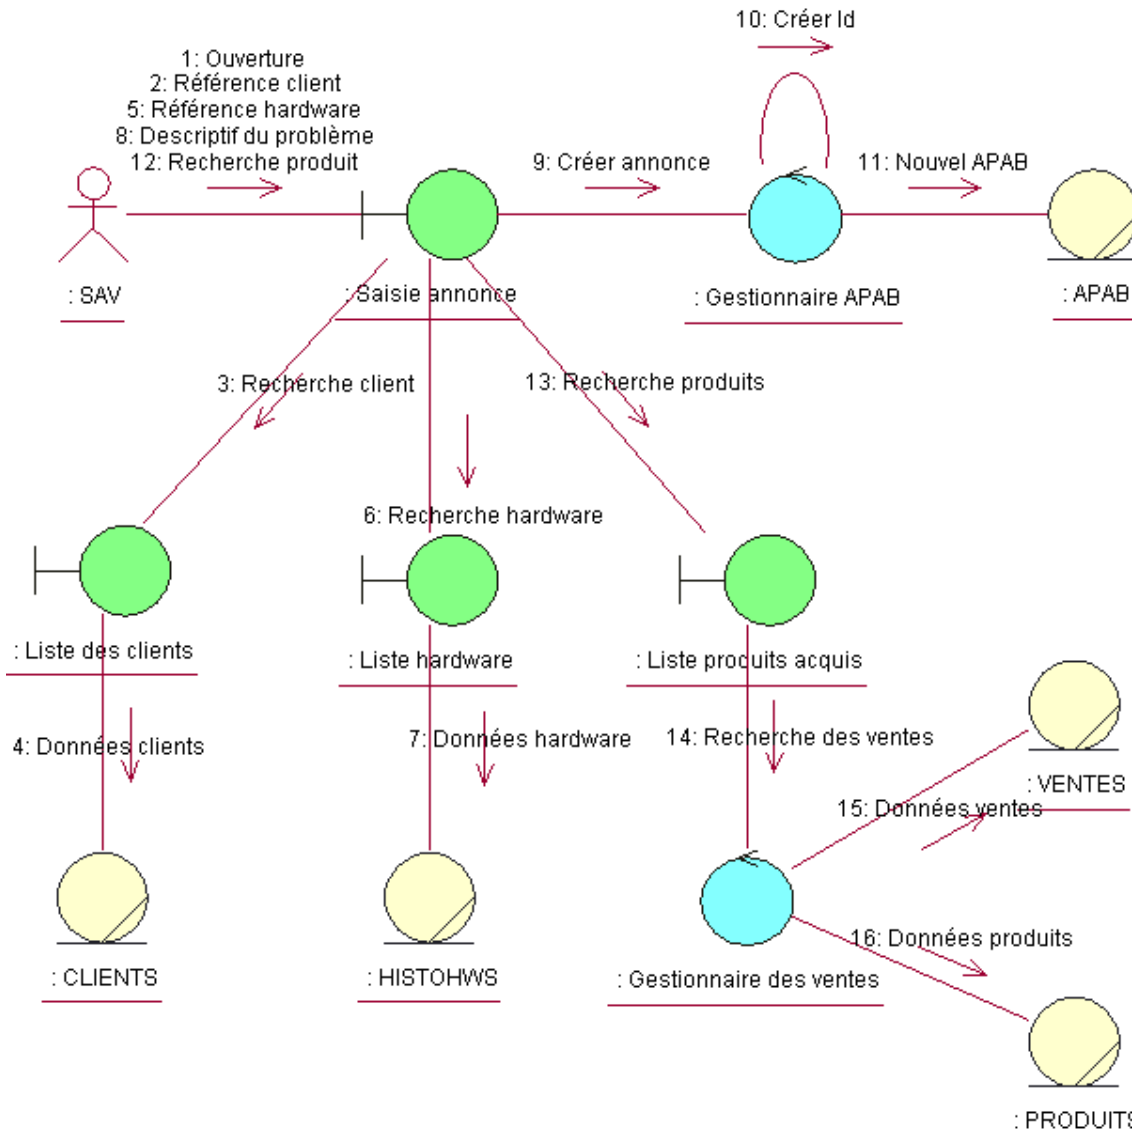 10: Créer Id
1: Ouverture
2: Référence client
5: Référence hardware
8: Descriptif du problème
12: Recherche produit
9: Créer annonce
11: Nouvel APAB
: SAV
: Saisie annonce
: Gestionnaire APAB
: APAB
3: Recherche client
13: Recherche produits
6: Recherche hardware
: Liste des clients
: Liste hardware
: Liste produits acquis
4: Données clients
7: Données hardware
14: Recherche des ventes
: VENTES
15: Données ventes
16: Données produits
: CLIENTS
: HISTOHWS
: Gestionnaire des ventes
: PRODUITS